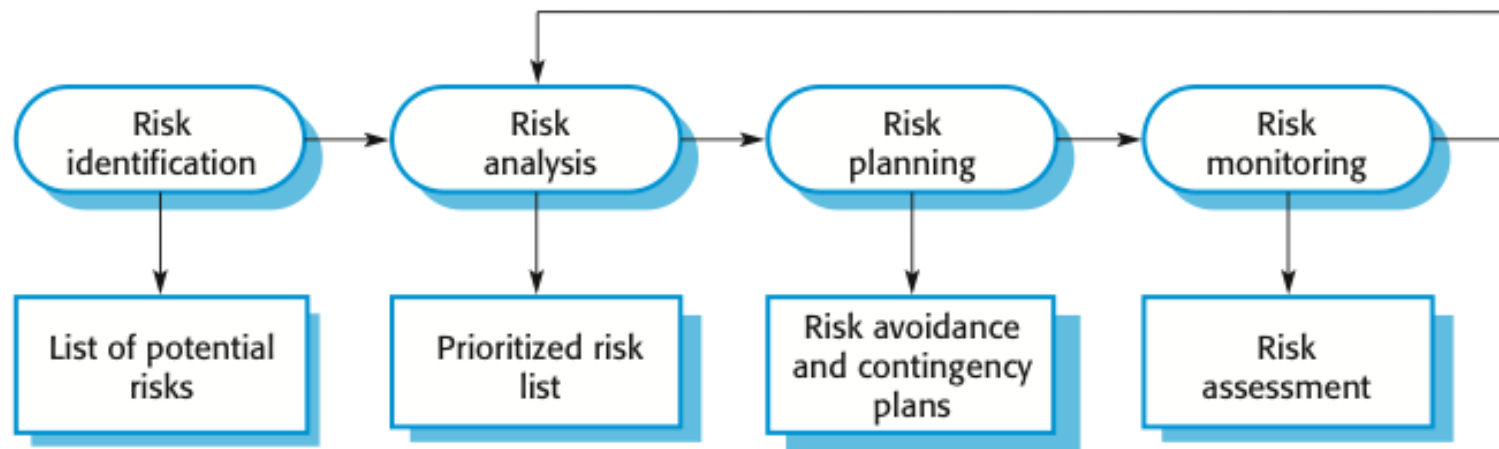 Risk
identification
Risk
analysis
Risk
planning
Risk
monitoring
List of potential
risks
Prioritized risk
list
Risk avoidance
and contingency
plans
Risk
assessment